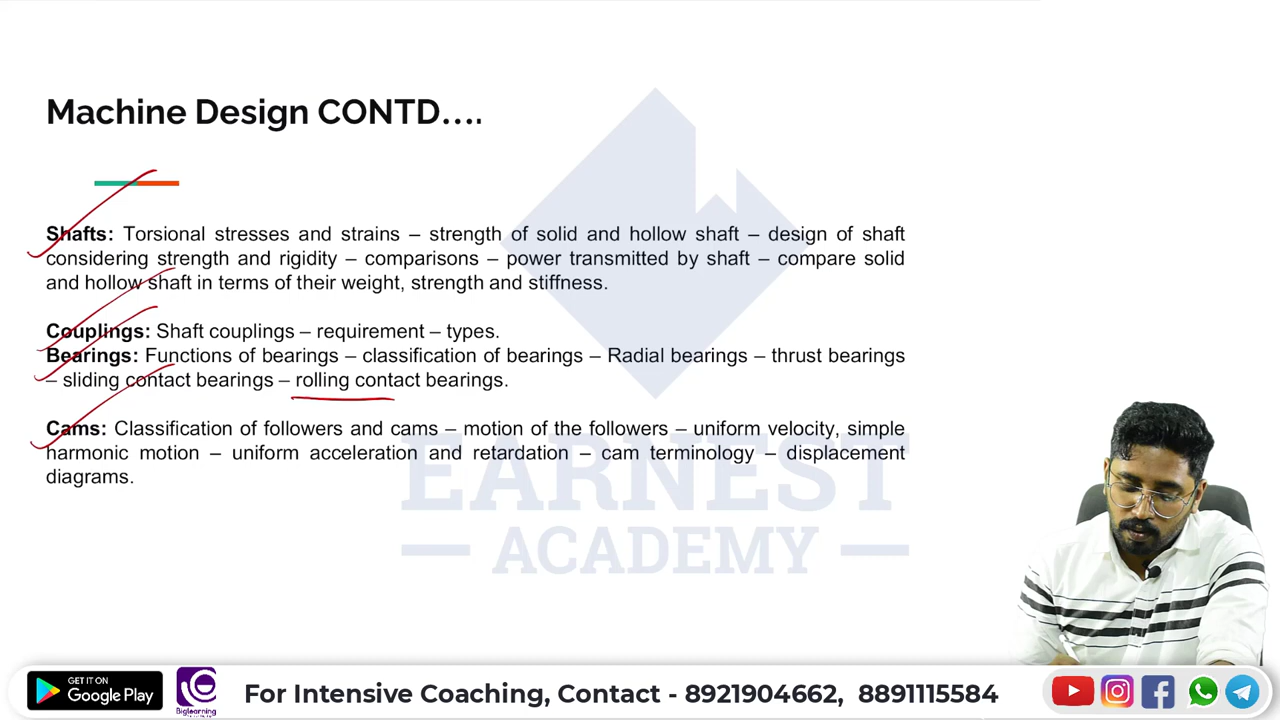 Machine Design CONTD….
Shafts: Torsional stresses and strains – strength of solid and hollow shaft – design of shaft
considering strength and rigidity – comparisons – power transmitted by shaft – compare solid
and hollow shaft in terms of their weight, strength and stiffness.
Couplings: Shaft couplings – requirement – types.
Bearings: Functions of bearings – classification of bearings – Radial bearings – thrust bearings
– sliding contact bearings – rolling contact bearings.
Cams: Classification of followers and cams – motion of the followers – uniform velocity, simple
harmonic motion – uniform acceleration and retardation – cam terminology – displacement
diagrams.
EARNEST
ACADEMY
GET IT ON
Google Play
Biglearning
For Intensive Coaching, Contact - 8921904662, 8891115584